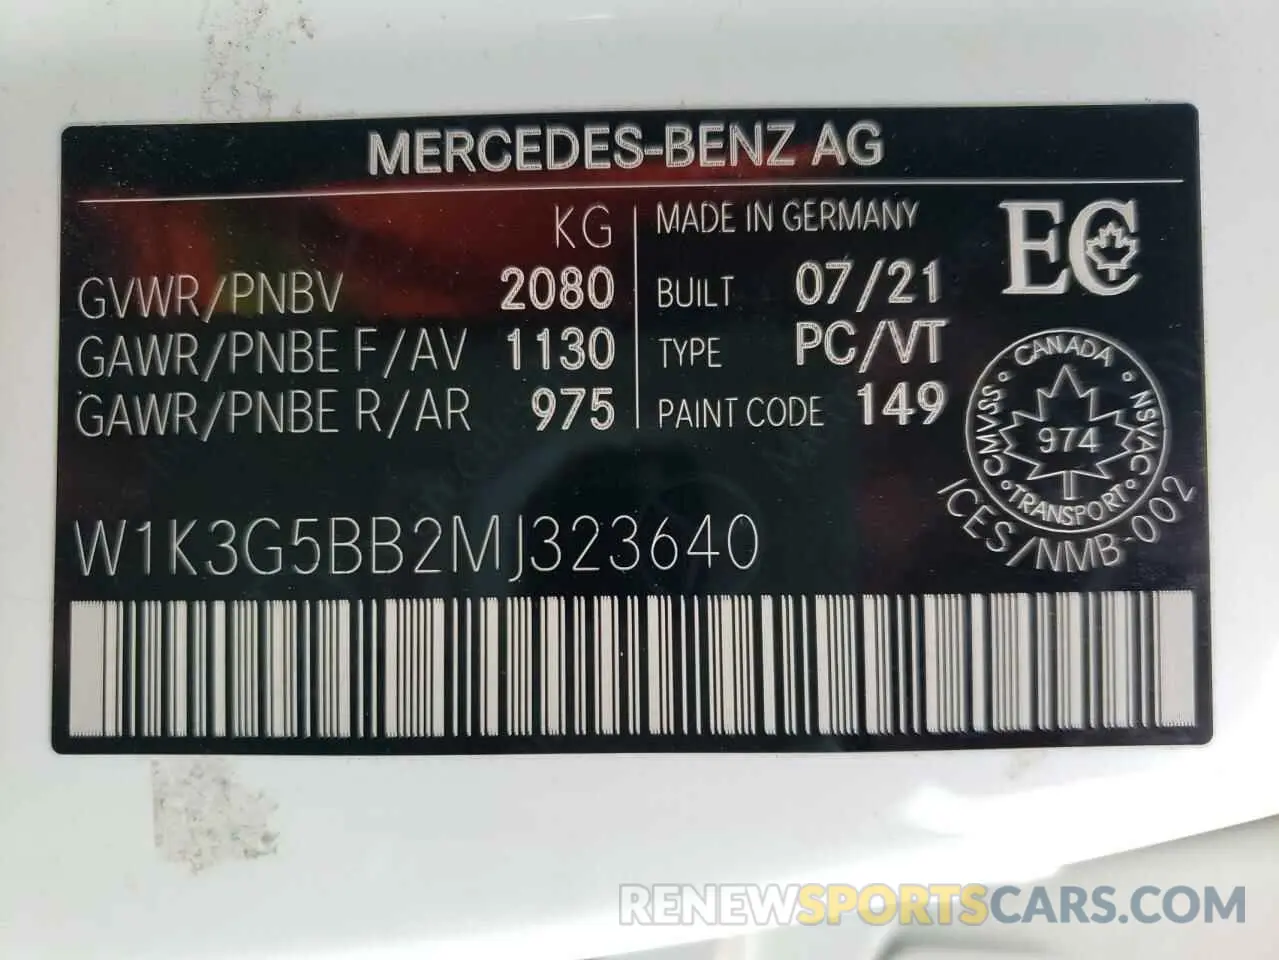 MERCEDES-BENZ AG
KG
GVWR/PNBV 2080
GAWR/PNBE F/AV 1130
GAWR/PNBE R/AR 975
MADE IN GERMANY
BUILT 07/21
TYPE PC/VT
PAINT CODE 149
EC
CANADA
CMVSS • NSVAC
974
• TRANSPORT •
ICES/NMB-002
W1K3G5BB2MJ323640
RENEWSPORTSCARS.COM